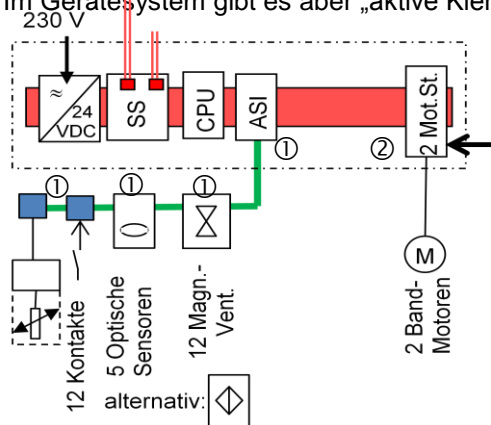 im Gerätesystem gibt es aber „aktive Kler
230 V
≈
24
VDC
SS
CPU
ASI
2 Mot.St.
①
②
①
①
①
M
12 Kontakte
5 Optische
Sensoren
12 Magn.-
Vent.
2 Band-
Motoren
alternativ: